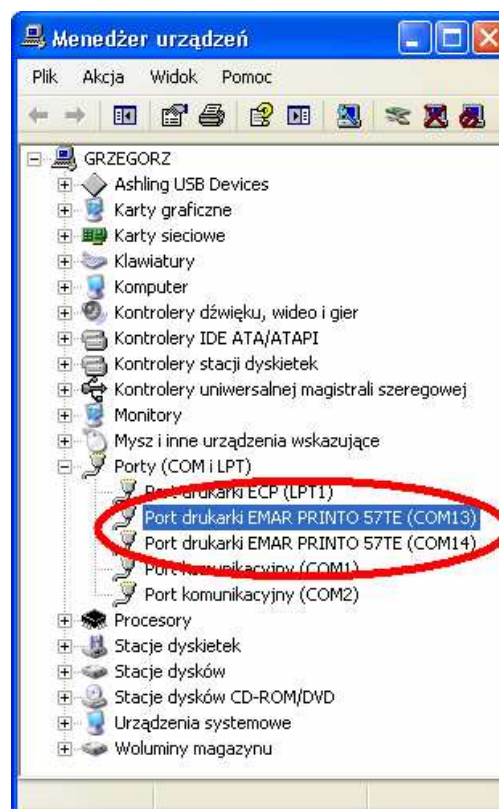 Menedżer urządzeń
Plik Akcja Widok Pomoc
GRZEGORZ
Ashling USB Devices
Karty graficzne
Karty sieciowe
Klawiatury
Komputer
Kontrolery dźwięku, wideo i gier
Kontrolery IDE ATA/ATAPI
Kontrolery stacji dyskietek
Kontrolery uniwersalnej magistrali szeregowej
Monitory
Mysz i inne urządzenia wskazujące
Porty (COM i LPT)
Port drukarki ECP (LPT1)
Port drukarki EMAR PRINTO 57TE (COM13)
Port drukarki EMAR PRINTO 57TE (COM14)
Port komunikacyjny (COM1)
Port komunikacyjny (COM2)
Procesory
Stacje dyskietek
Stacje dysków
Stacje dysków CD-ROM/DVD
Urządzenia systemowe
Woluminy magazynu